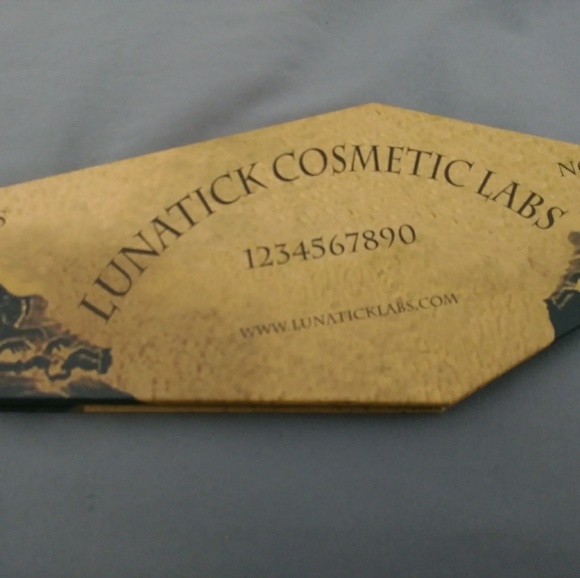 LUNATICK COSMETIC LABS
1234567890
WWW.LUNATICKLABS.COM